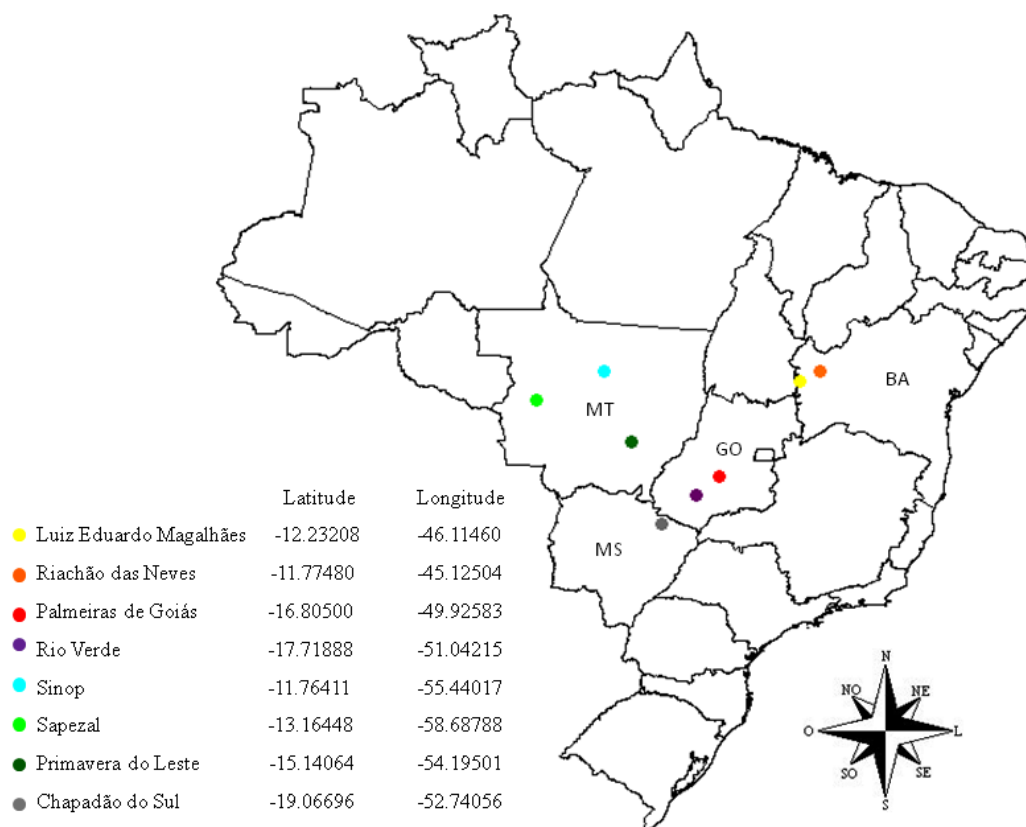 BA
MT
GO
MS
Latitude Longitude
Luiz Eduardo Magalhães -12.23208 -46.11460
Riachão das Neves -11.77480 -45.12504
Palmeiras de Goiás -16.80500 -49.92583
Rio Verde -17.71888 -51.04215
Sinop -11.76411 -55.44017
Sapezal -13.16448 -58.68788
Primavera do Leste -15.14064 -54.19501
Chapadão do Sul -19.06696 -52.74056
N
NO NE
O L
SO SE
S